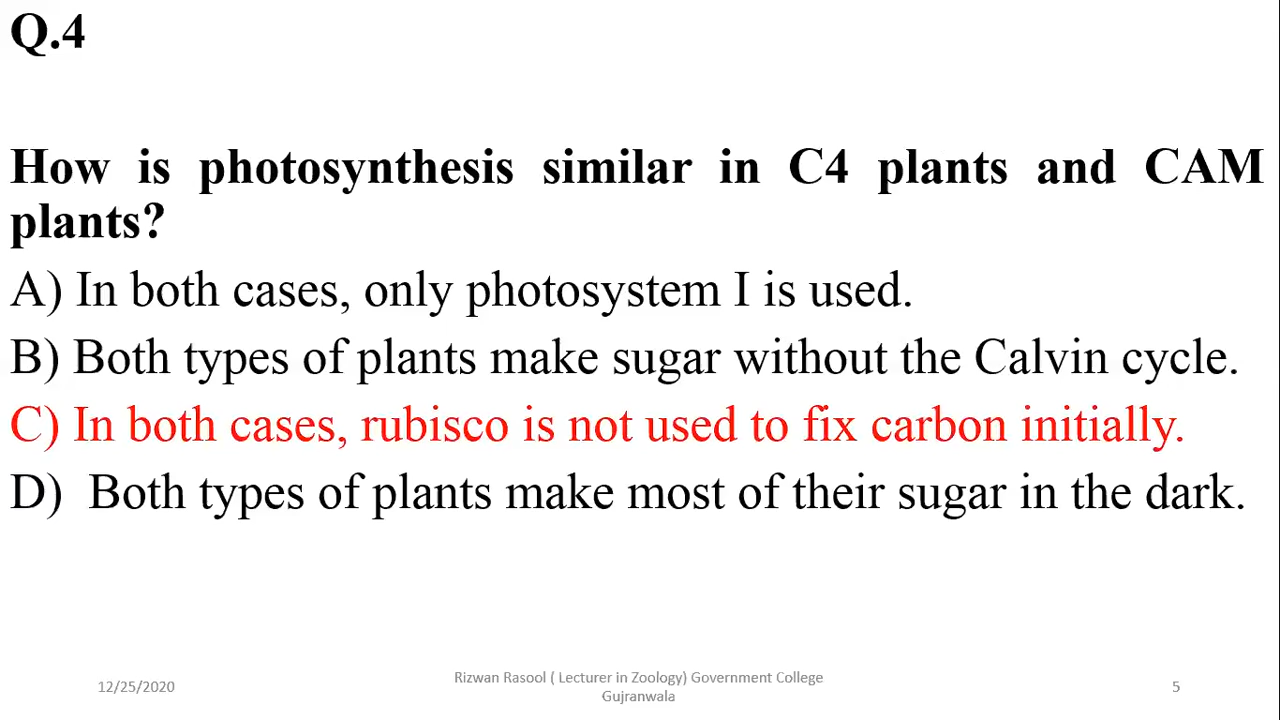 Q.4
How is photosynthesis similar in C4 plants and CAM
plants?
A) In both cases, only photosystem I is used.
B) Both types of plants make sugar without the Calvin cycle.
C) In both cases, rubisco is not used to fix carbon initially.
D) Both types of plants make most of their sugar in the dark.
12/25/2020
Rizwan Rasool ( Lecturer in Zoology) Government College
Gujranwala
5